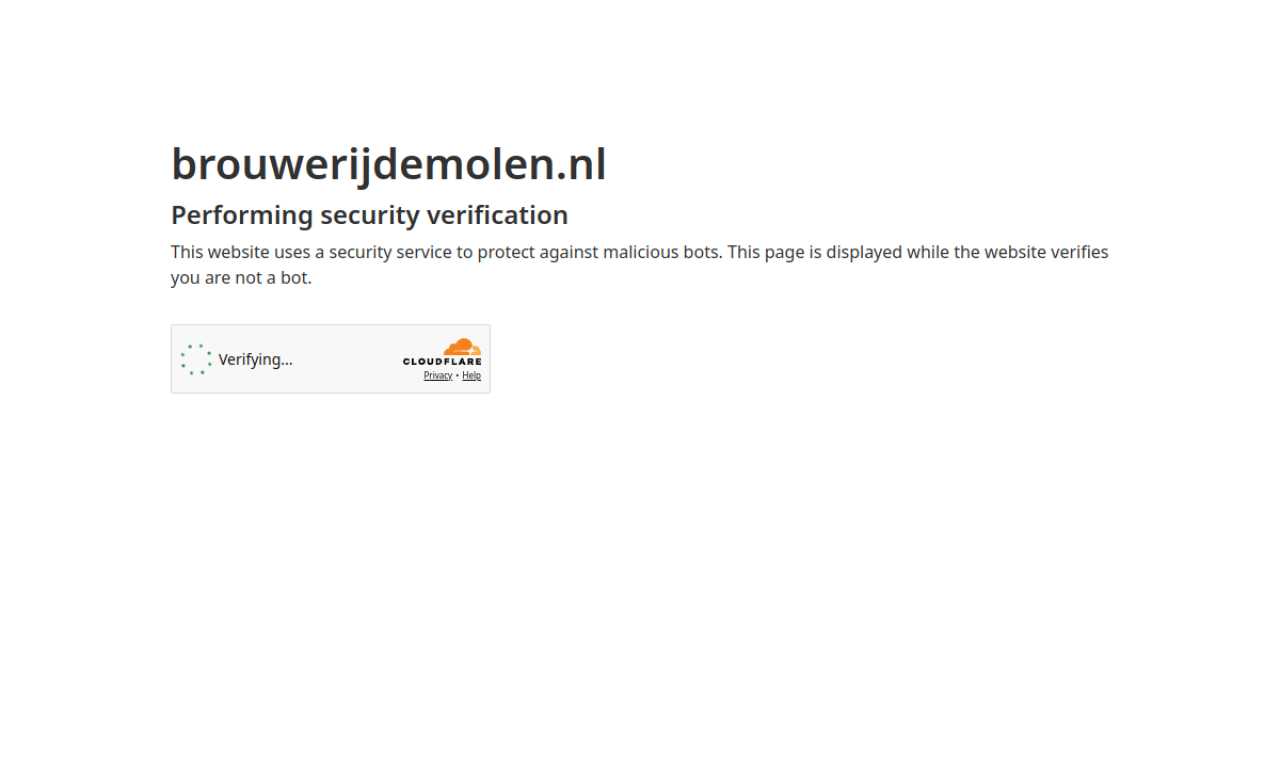 brouwerijdemolen.nl
Performing security verification
This website uses a security service to protect against malicious bots. This page is displayed while the website verifies
you are not a bot.
Verifying...
CLOUDFLARE
Privacy • Help